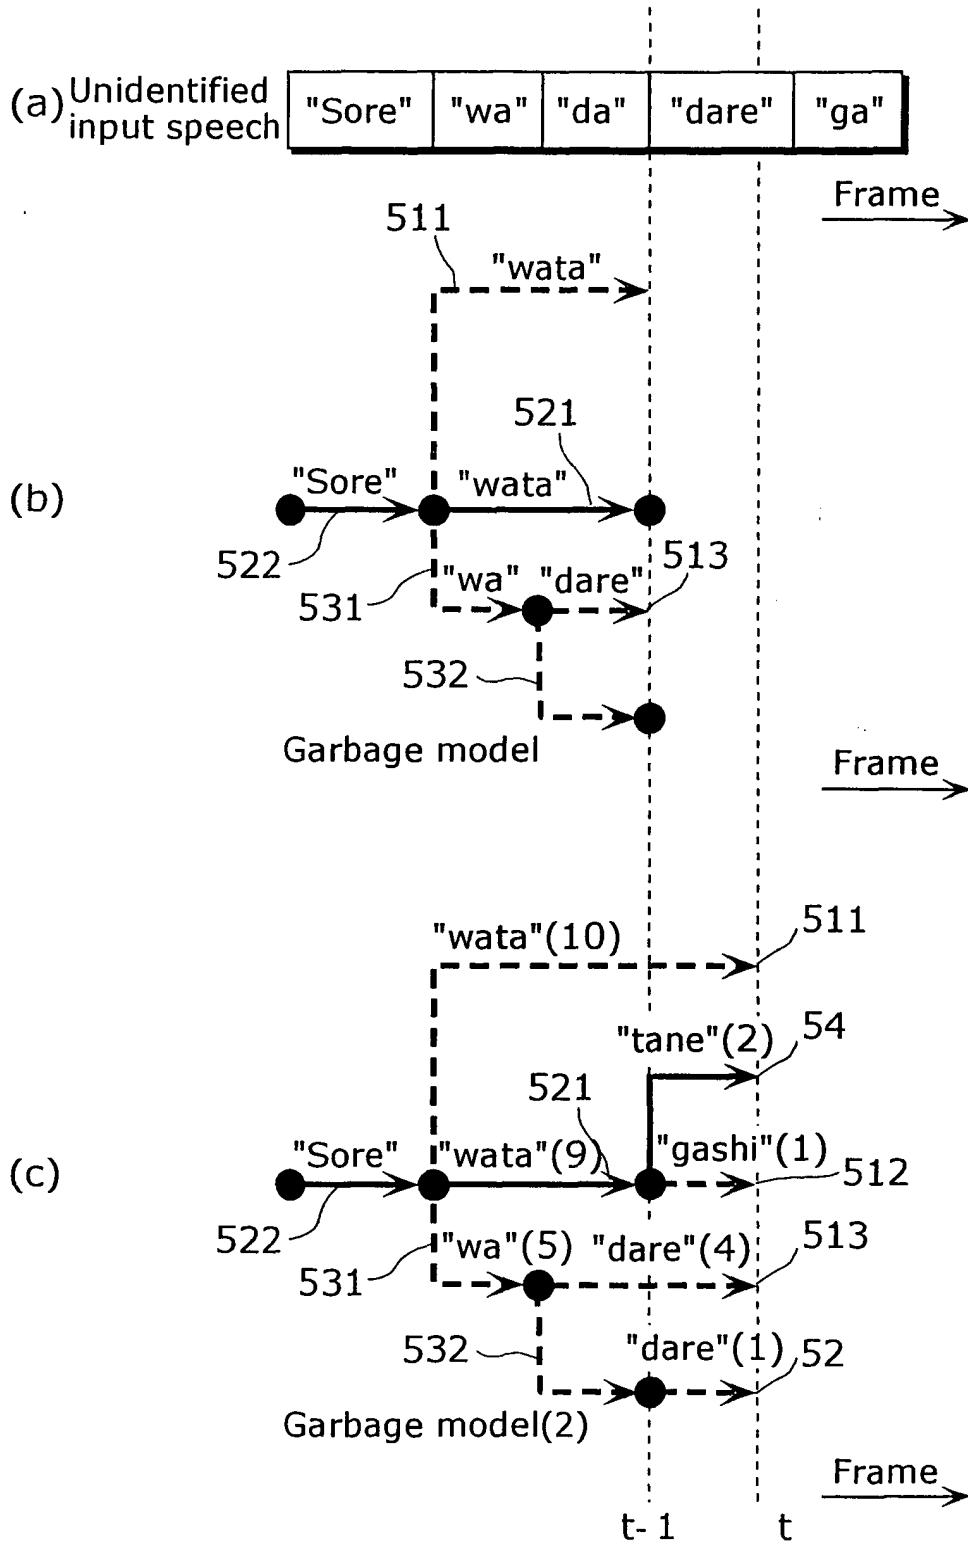 (a) Unidentified input speech "Sore" "wa" "da" "dare" "ga"
Frame
511
"wata"
521
(b) "Sore" "wata"
522 513
531 "wa" "dare"
532
Garbage model
Frame
"wata"(10) 511
"tane"(2) 54
521
(c) "Sore" "wata"(9) "gashi"(1)
512
522 "wa"(5) "dare"(4) 513
531
532 "dare"(1) 52
Garbage model(2)
Frame
t-1 t